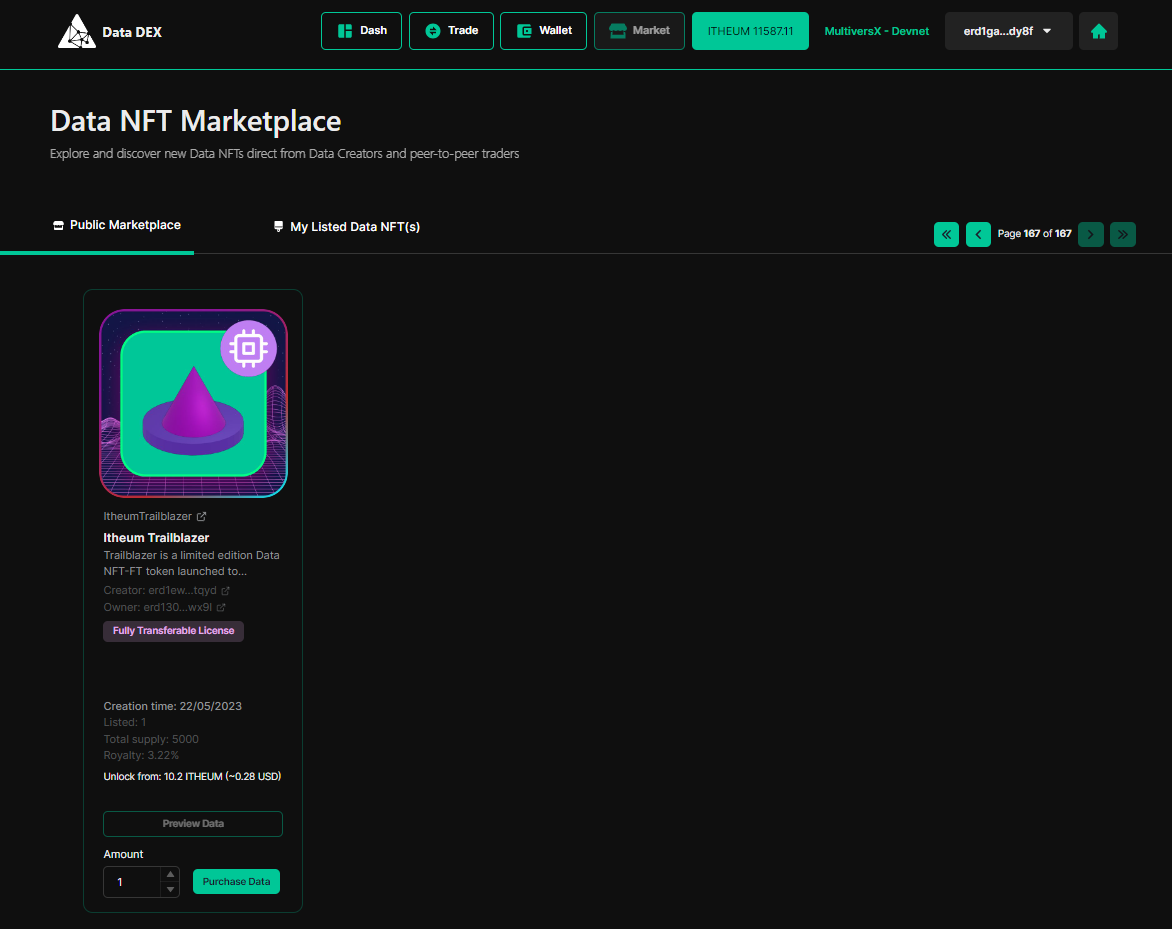 Data DEX
Dash
Trade
Wallet
Market
ITHEUM 11587.11
MultiversX - Devnet
erd1ga...dy8f
Data NFT Marketplace
Explore and discover new Data NFTs direct from Data Creators and peer-to-peer traders
Public Marketplace
My Listed Data NFT(s)
Page 167 of 167
ItheumTrailblazer
Itheum Trailblazer
Trailblazer is a limited edition Data
NFT-FT token launched to...
Creator: erd1ew...tqyd
Owner: erd130...wx9l
Fully Transferable License
Creation time: 22/05/2023
Listed: 1
Total supply: 5000
Royalty: 3.22%
Unlock from: 10.2 ITHEUM (~0.28 USD)
Preview Data
Amount
1
Purchase Data